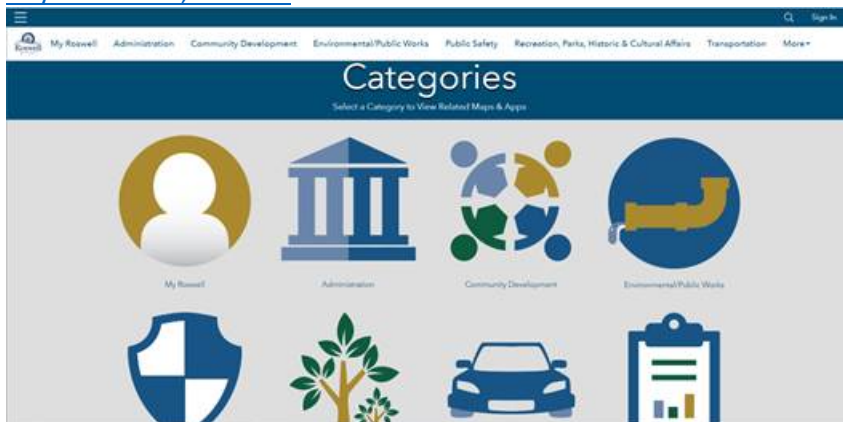 Sign In
Roswell My Roswell Administration Community Development Environmental/Public Works Public Safety Recreation, Parks, Historic & Cultural Affairs Transportation More
Categories
Select a Category to View Related Maps & Apps
My Roswell Administration Community Development Environmental/Public Works